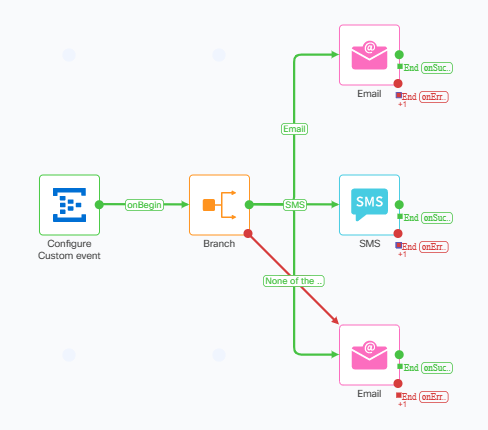 @
Email
End onSuc..
End onErr..
+1
Email
Configure
Custom event
onBegin
Branch
SMS
SMS
SMS
End onSuc..
End onErr..
+1
None of the ..
@
Email
End onSuc..
End onErr..
+1